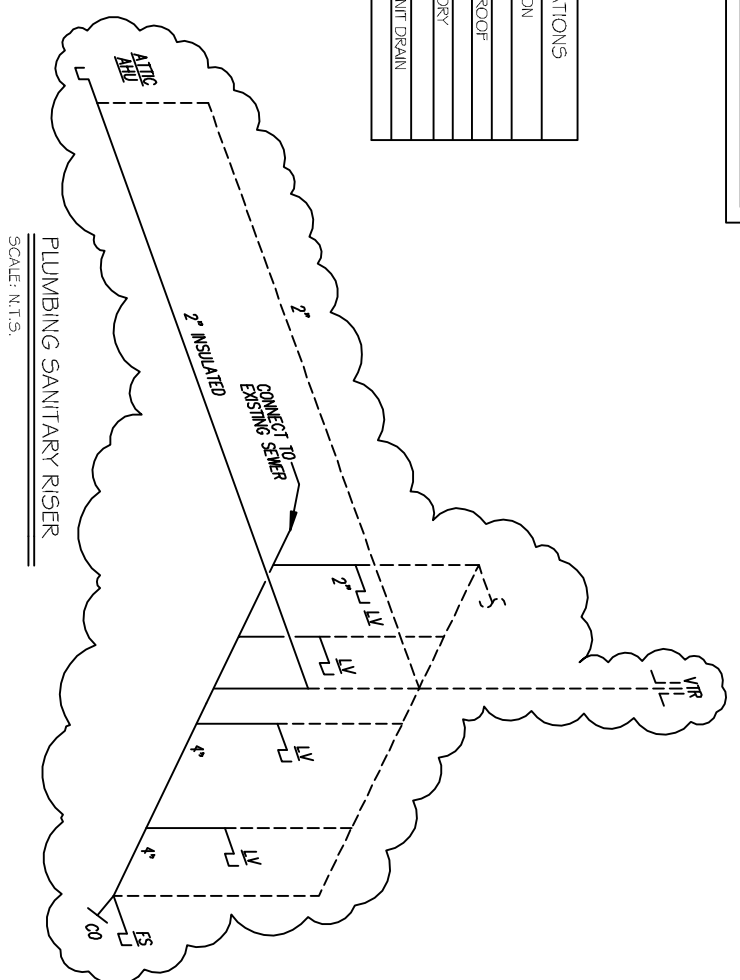 ATIONS
ON
ROOF
ORY
NIT DRAIN
ATTIC
AHU
2"
2" INSULATED
CONNECT TO
EXISTING SEWER
2"
LV
LV
VTR
LV
4"
LV
4"
FS
CO
PLUMBING SANITARY RISER
SCALE: N.T.S.